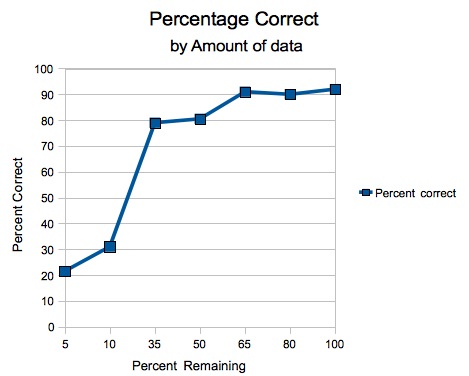 Percentage Correct
by Amount of data
100
90
80
70
60
50
40
30
20
10
0
Percent Correct
5 10 35 50 65 80 100
Percent Remaining
Percent correct